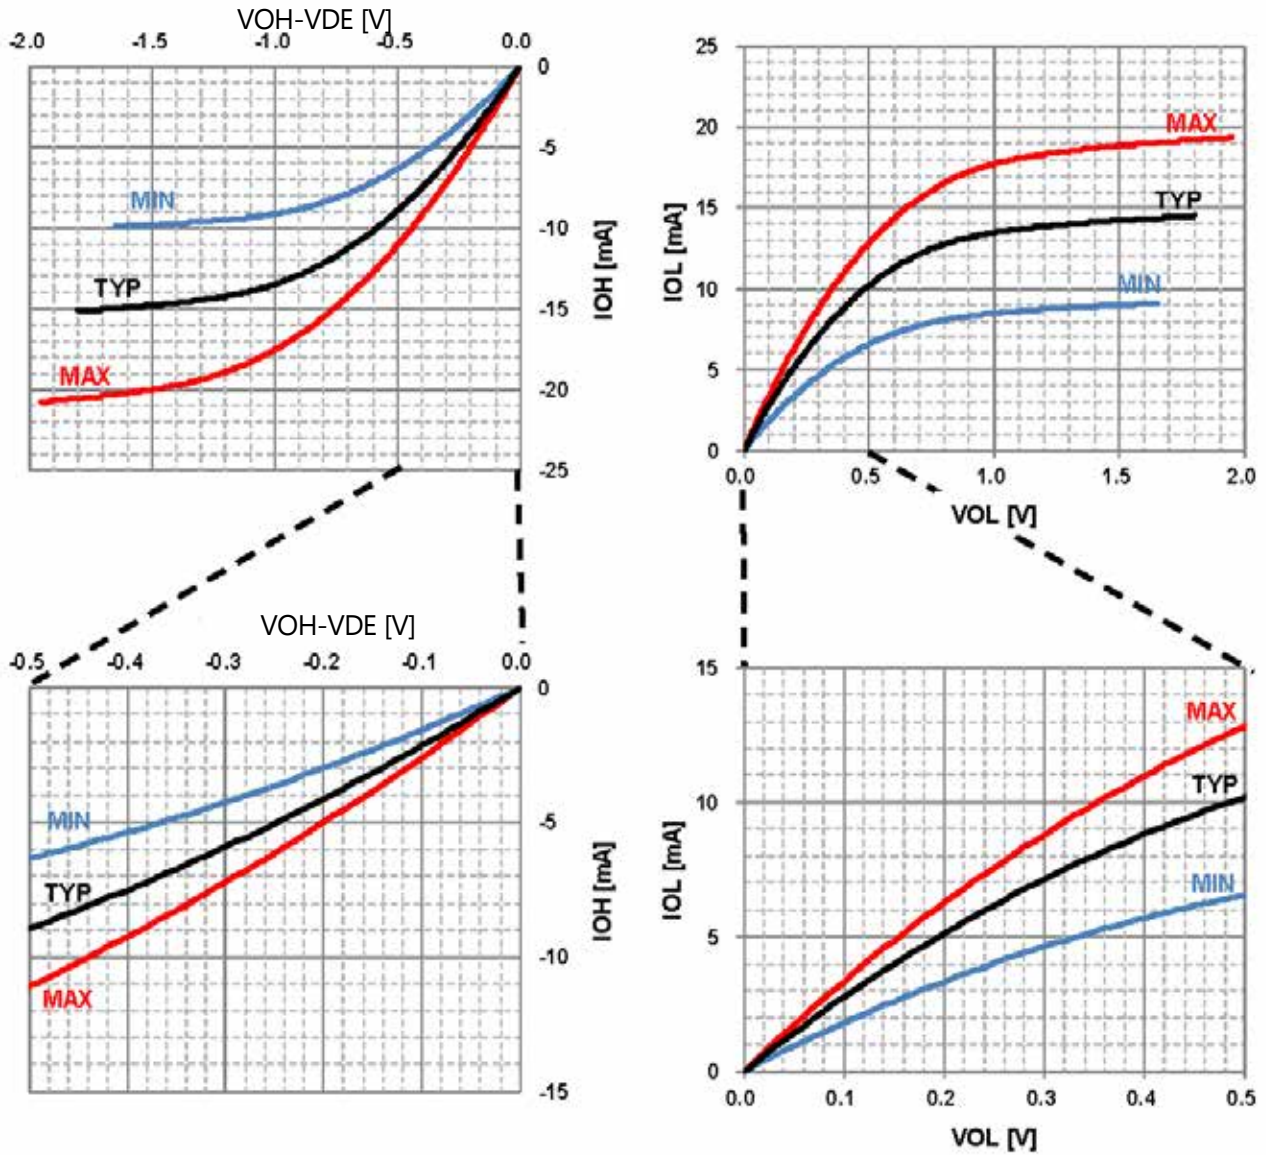 VOH-VDE [V]
-2.0 -1.5 -1.0 -0.5 0.0
0
-5
-10
-15
-20
-25
IOH [mA]
MIN
TYP
MAX
25
20
15
10
5
0
IOL [mA]
MAX
TYP
MIN
0.0 0.5 1.0 1.5 2.0
VOL [V]
VOH-VDE [V]
-0.5 -0.4 -0.3 -0.2 -0.1 0.0
0
-5
-10
-15
IOH [mA]
MIN
TYP
MAX
15
10
5
0
IOL [mA]
MAX
TYP
MIN
0.0 0.1 0.2 0.3 0.4 0.5
VOL [V]